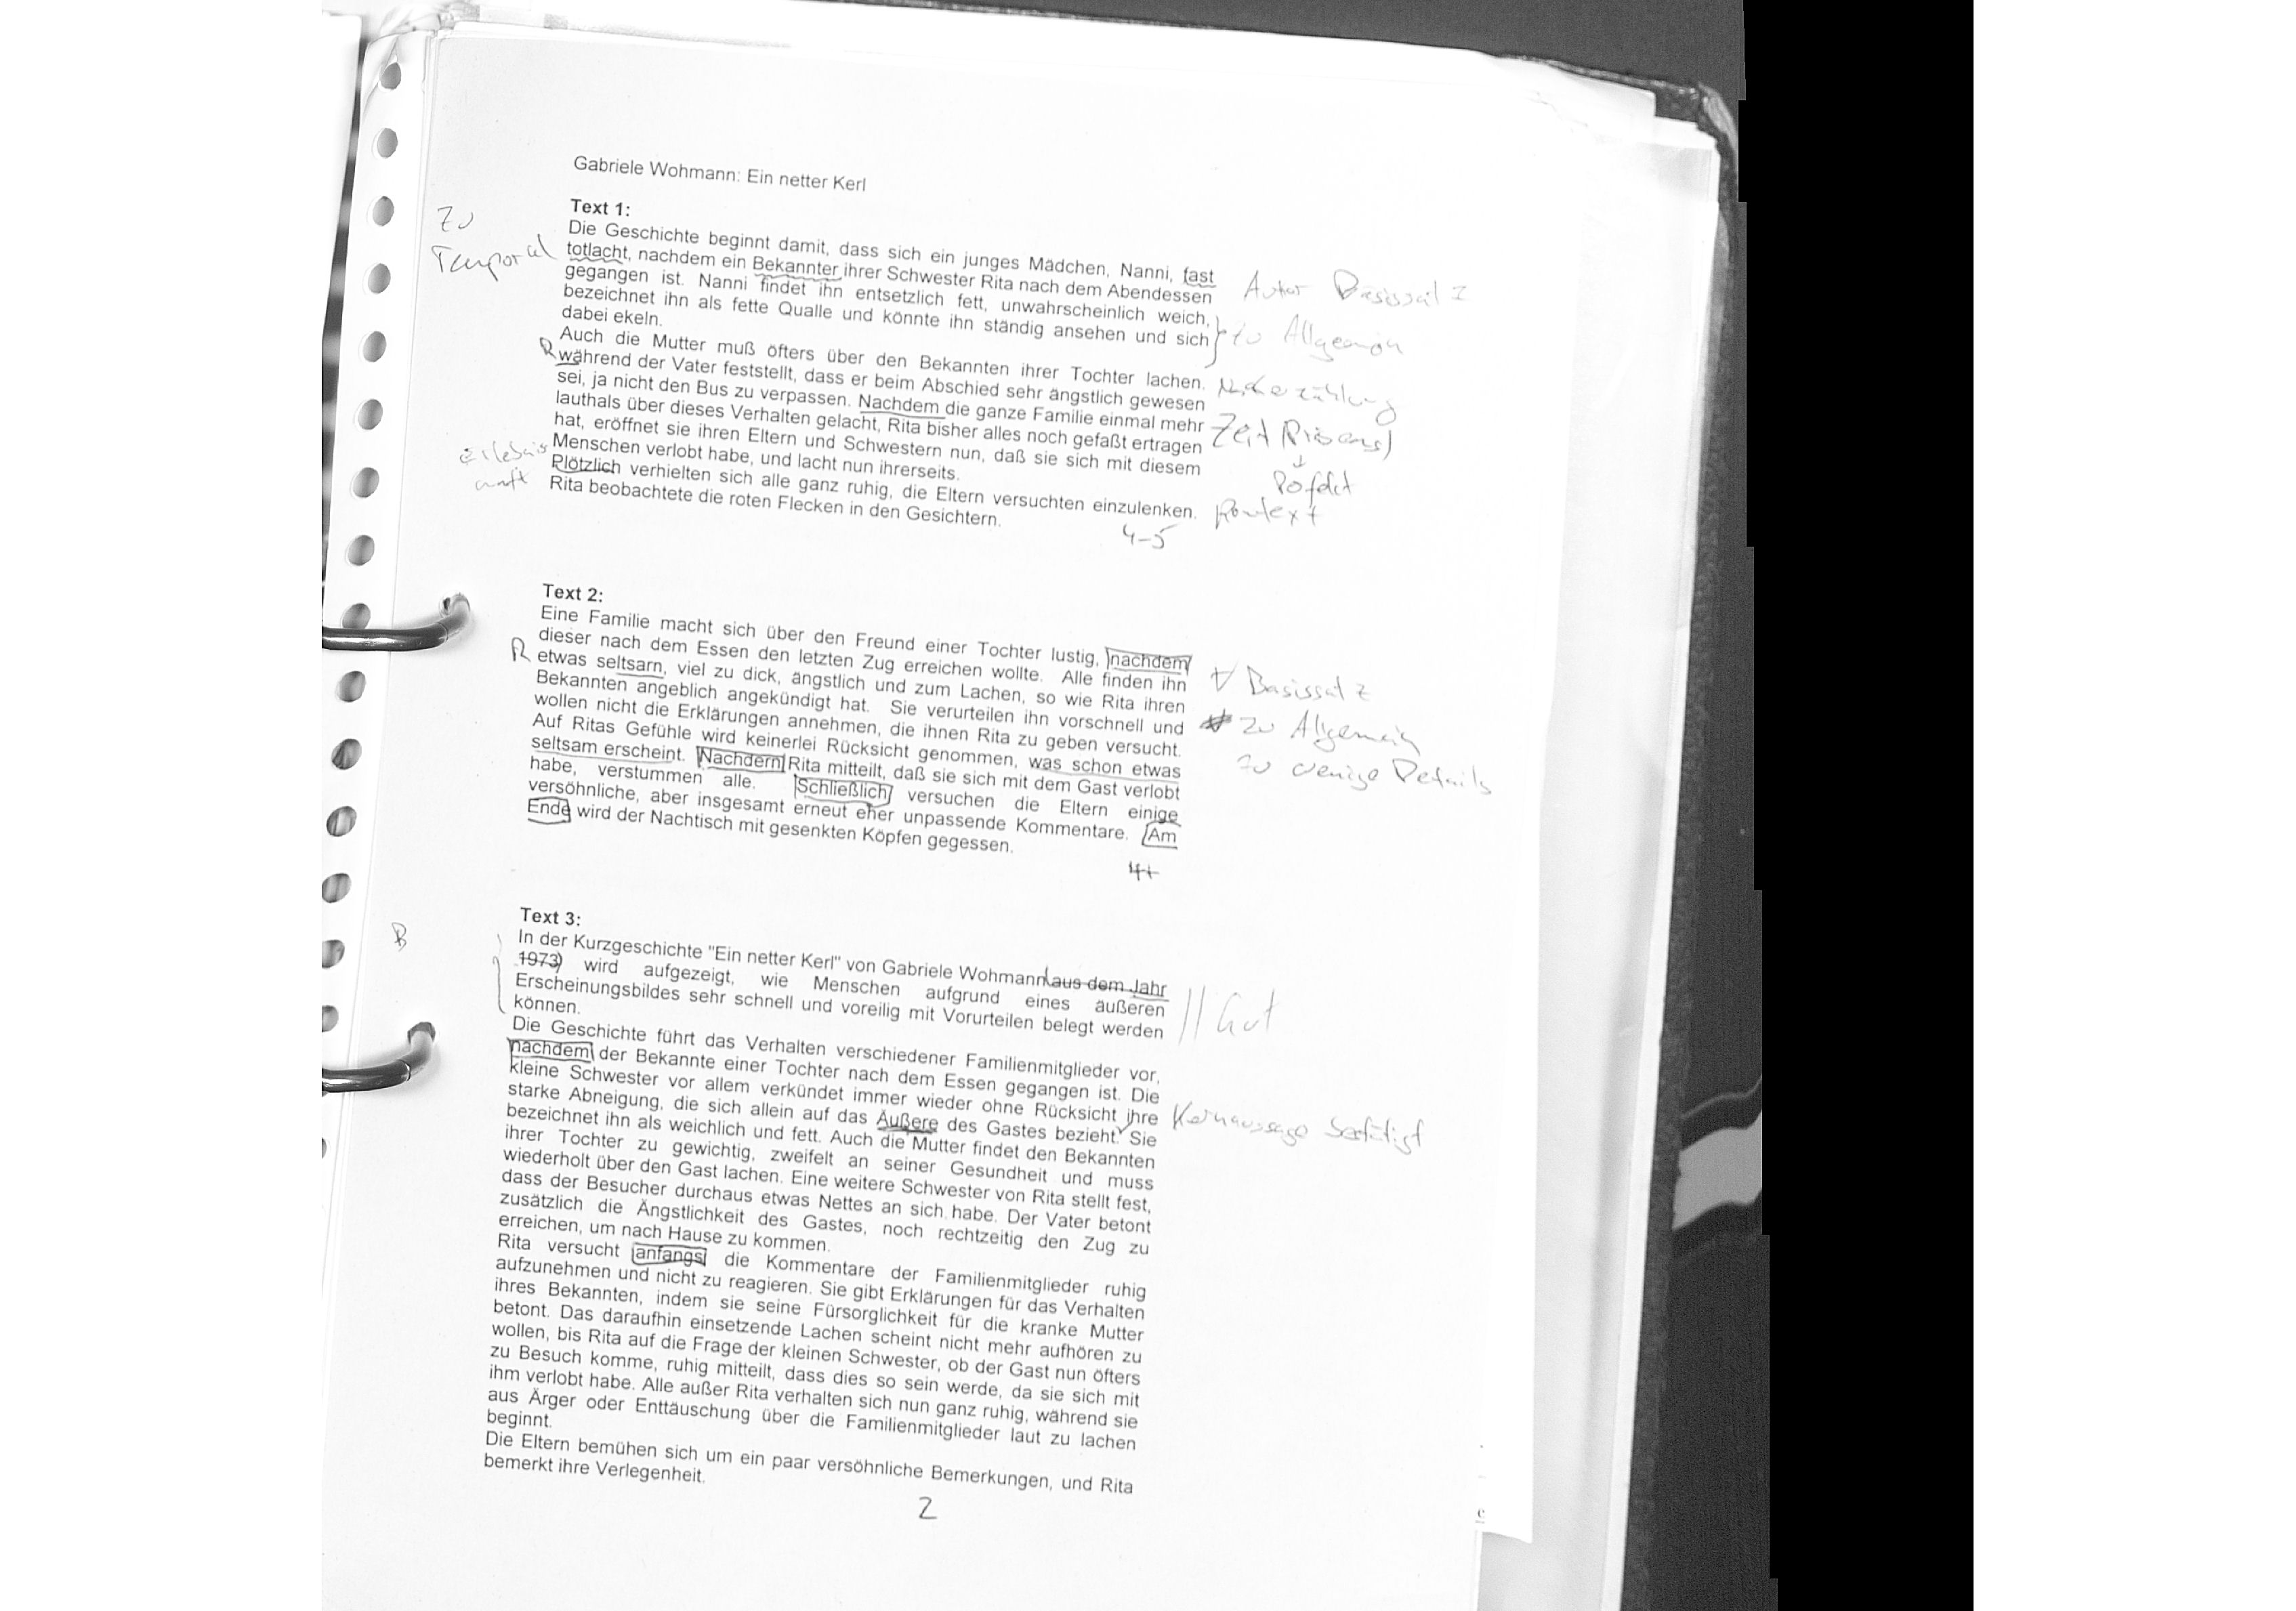 Gabriele Wohmann: Ein netter Kerl
Text 1:
Zu
Temporal
Die Geschichte beginnt damit, dass sich ein junges Mädchen, Nanni, fast
totlacht, nachdem ein Bekannter ihrer Schwester Rita nach dem Abendessen
gegangen ist. Nanni findet ihn entsetzlich fett, unwahrscheinlich weich,
bezeichnet ihn als fette Qualle und könnte ihn ständig ansehen und sich
dabei ekeln.
Autor Basissatz
zu Allgemein
Auch die Mutter muß öfters über den Bekannten ihrer Tochter lachen.
R während der Vater feststellt, dass er beim Abschied sehr ängstlich gewesen
sei, ja nicht den Bus zu verpassen. Nachdem die ganze Familie einmal mehr
lauthals über dieses Verhalten gelacht, Rita bisher alles noch gefaßt ertragen
hat, eröffnet sie ihren Eltern und Schwestern nun, daß sie sich mit diesem
Menschen verlobt habe, und lacht nun ihrerseits.
Plötzlich verhielten sich alle ganz ruhig, die Eltern versuchten einzulenken.
Rita beobachtete die roten Flecken in den Gesichtern.
Nacherzählung
Zeit Präsens)
Kontext
4-5
Text 2:
Eine Familie macht sich über den Freund einer Tochter lustig, nachdem
dieser nach dem Essen den letzten Zug erreichen wollte. Alle finden ihn
R etwas seltsarn, viel zu dick, ängstlich und zum Lachen, so wie Rita ihren
Bekannten angeblich angekündigt hat. Sie verurteilen ihn vorschnell und
wollen nicht die Erklärungen annehmen, die ihnen Rita zu geben versucht.
Auf Ritas Gefühle wird keinerlei Rücksicht genommen, was schon etwas
seltsam erscheint. Nachdern Rita mitteilt, daß sie sich mit dem Gast verlobt
habe, verstummen alle. Schließlich versuchen die Eltern einige
versöhnliche, aber insgesamt erneut eher unpassende Kommentare. Am
Ende wird der Nachtisch mit gesenkten Köpfen gegessen.
Basissatz
zu Allgemein
zu wenige Details
4+
Text 3:
B
In der Kurzgeschichte "Ein netter Kerl" von Gabriele Wohmann aus dem Jahr
1973) wird aufgezeigt, wie Menschen aufgrund eines äußeren
Erscheinungsbildes sehr schnell und voreilig mit Vorurteilen belegt werden
können.
Gut
Die Geschichte führt das Verhalten verschiedener Familienmitglieder vor,
nachdem der Bekannte einer Tochter nach dem Essen gegangen ist. Die
kleine Schwester vor allem verkündet immer wieder ohne Rücksicht ihre
starke Abneigung, die sich allein auf das Äußere des Gastes bezieht. Sie
bezeichnet ihn als weichlich und fett. Auch die Mutter findet den Bekannten
ihrer Tochter zu gewichtig, zweifelt an seiner Gesundheit und muss
wiederholt über den Gast lachen. Eine weitere Schwester von Rita stellt fest,
dass der Besucher durchaus etwas Nettes an sich habe. Der Vater betont
zusätzlich die Ängstlichkeit des Gastes, noch rechtzeitig den Zug zu
erreichen, um nach Hause zu kommen.
Kernaussage bestätigt
Rita versucht anfangs die Kommentare der Familienmitglieder ruhig
aufzunehmen und nicht zu reagieren. Sie gibt Erklärungen für das Verhalten
ihres Bekannten, indem sie seine Fürsorglichkeit für die kranke Mutter
betont. Das daraufhin einsetzende Lachen scheint nicht mehr aufhören zu
wollen, bis Rita auf die Frage der kleinen Schwester, ob der Gast nun öfters
zu Besuch komme, ruhig mitteilt, dass dies so sein werde, da sie sich mit
ihm verlobt habe. Alle außer Rita verhalten sich nun ganz ruhig, während sie
aus Ärger oder Enttäuschung über die Familienmitglieder laut zu lachen
beginnt.
Die Eltern bemühen sich um ein paar versöhnliche Bemerkungen, und Rita
bemerkt ihre Verlegenheit.
2